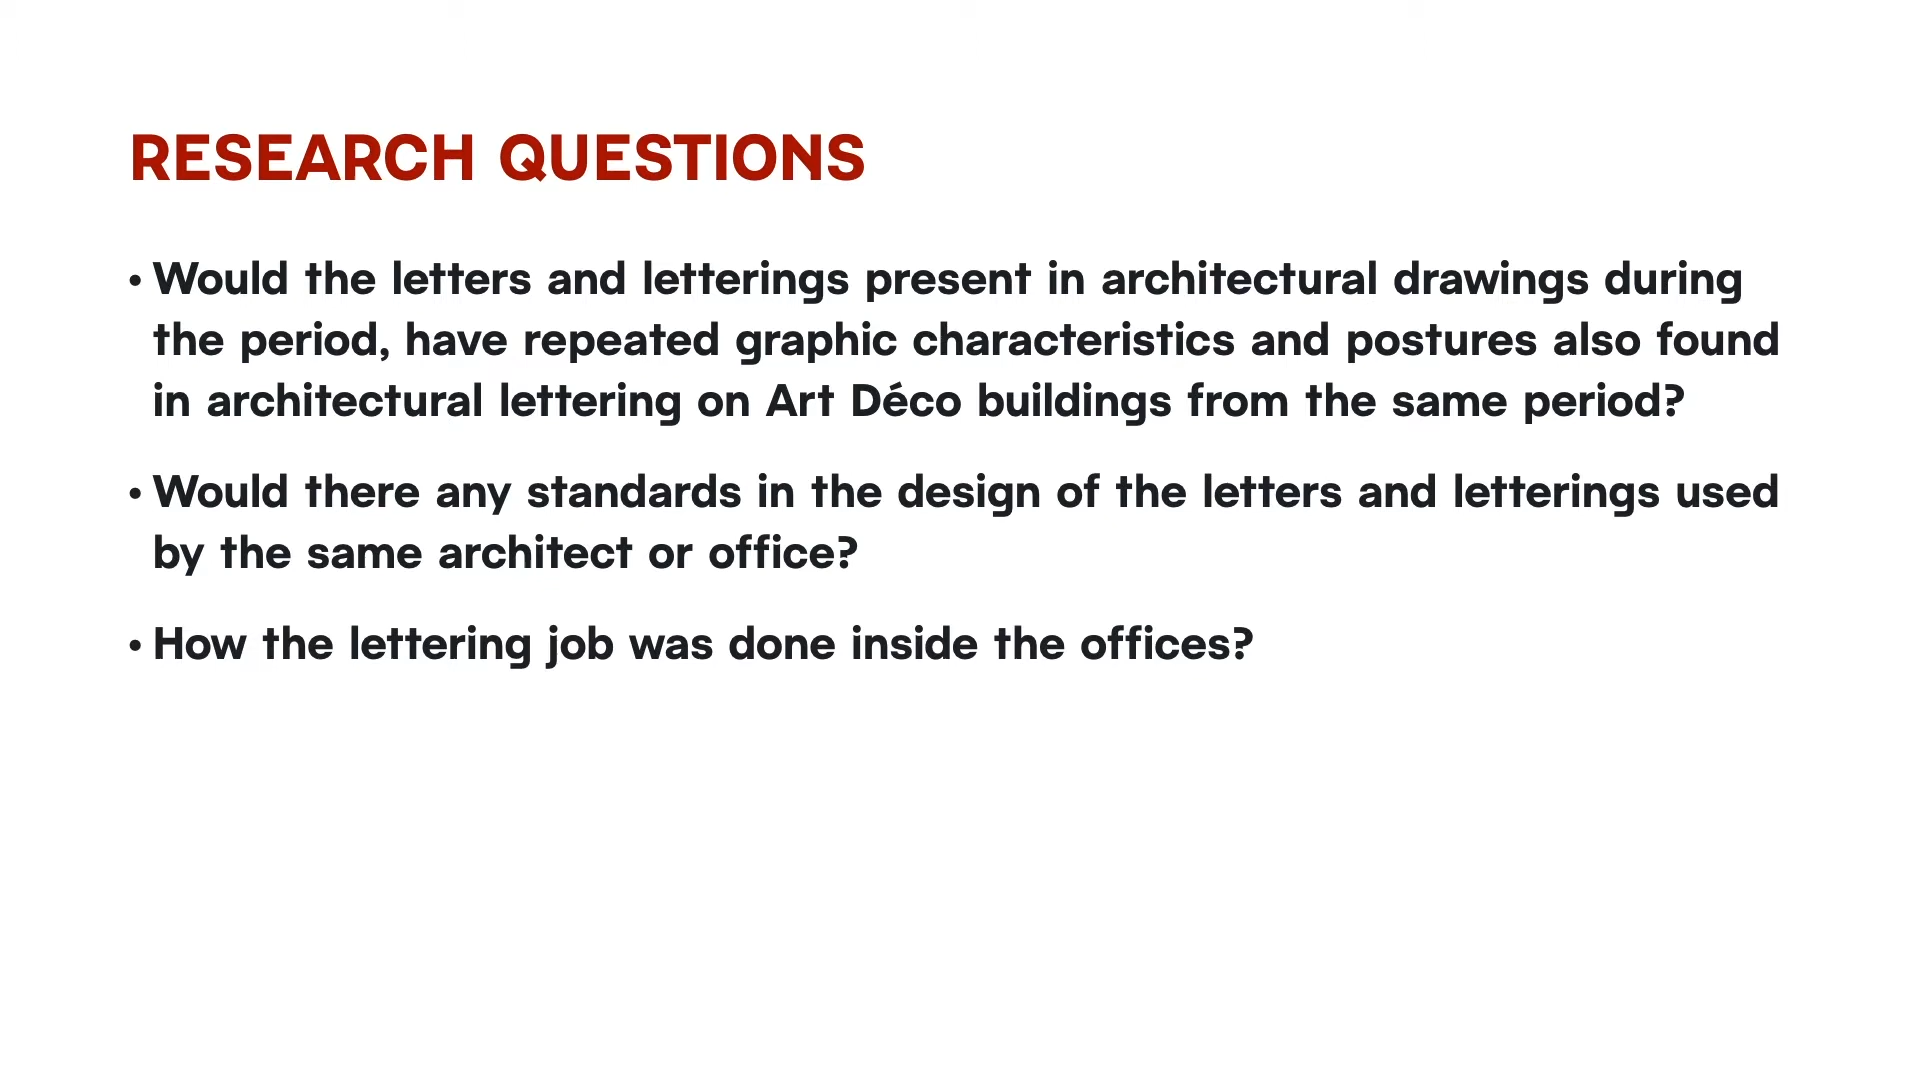 RESEARCH QUESTIONS
• Would the letters and letterings present in architectural drawings during
the period, have repeated graphic characteristics and postures also found
in architectural lettering on Art Déco buildings from the same period?
• Would there any standards in the design of the letters and letterings used
by the same architect or office?
• How the lettering job was done inside the offices?